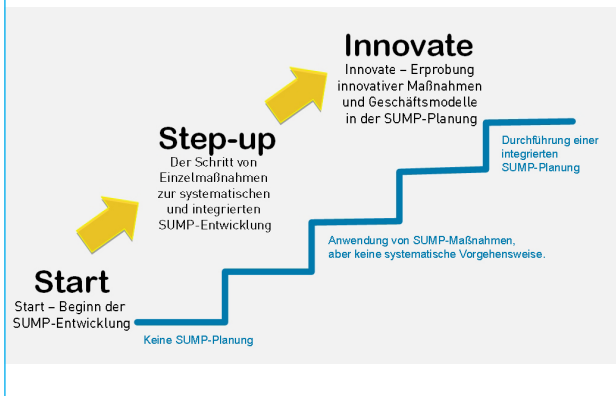 Innovate
Innovate – Erprobung
innovativer Maßnahmen
und Geschäftsmodelle
in der SUMP-Planung
Step-up
Der Schritt von
Einzelmaßnahmen
zur systematischen
und integrierten
SUMP-Entwicklung
Start
Start – Beginn der
SUMP-Entwicklung
Durchführung einer
integrierten
SUMP-Planung
Anwendung von SUMP-Maßnahmen,
aber keine systematische Vorgehensweise.
Keine SUMP-Planung